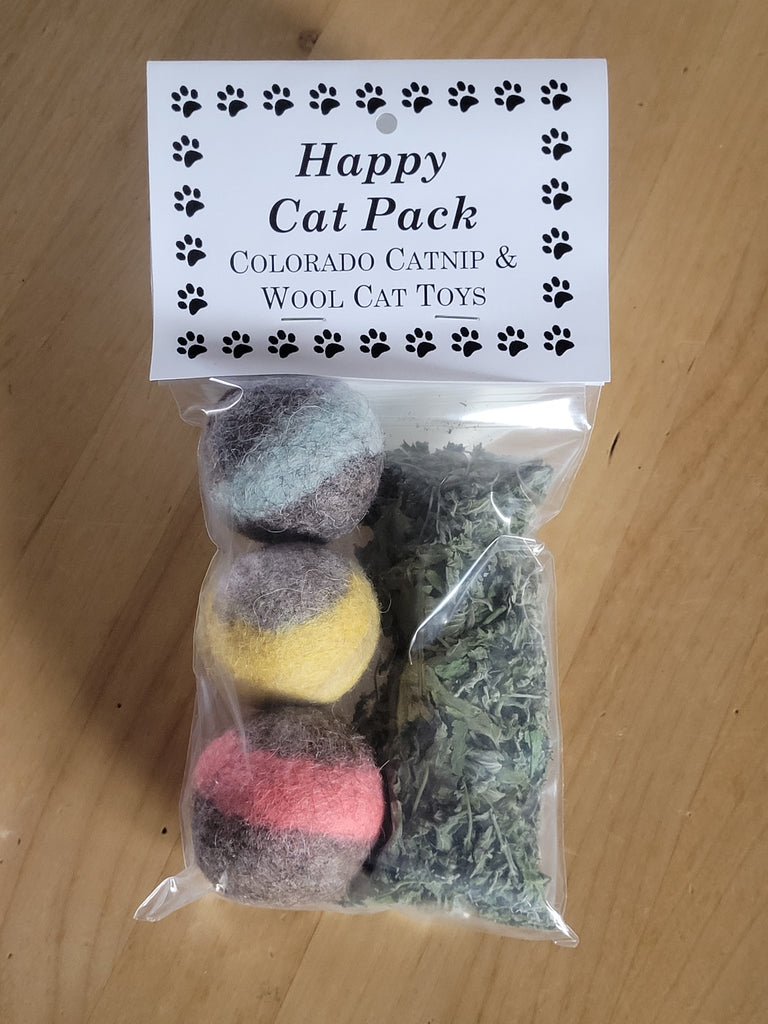 Happy
Cat Pack
Colorado Catnip &
Wool Cat Toys